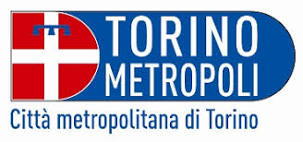 TORINO
METROPOLI
Città metropolitana di Torino